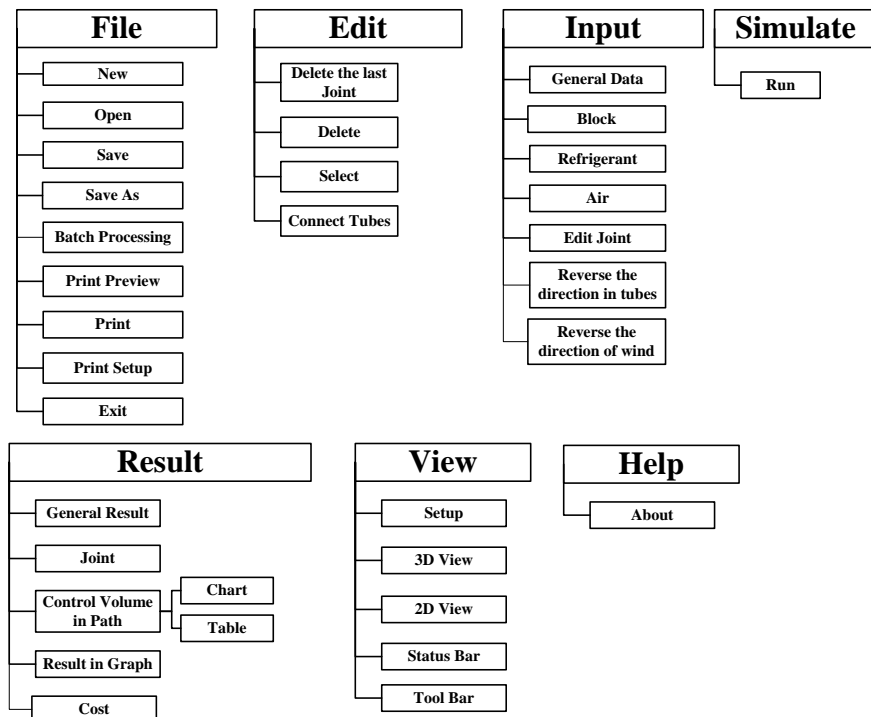 File
New
Open
Save
Save As
Batch Processing
Print Preview
Print
Print Setup
Exit
Edit
Delete the last
Joint
Delete
Select
Connect Tubes
Input
General Data
Block
Refrigerant
Air
Edit Joint
Reverse the
direction in tubes
Reverse the
direction of wind
Simulate
Run
Result
General Result
Joint
Control Volume
in Path
Chart
Table
Result in Graph
Cost
View
Setup
3D View
2D View
Status Bar
Tool Bar
Help
About